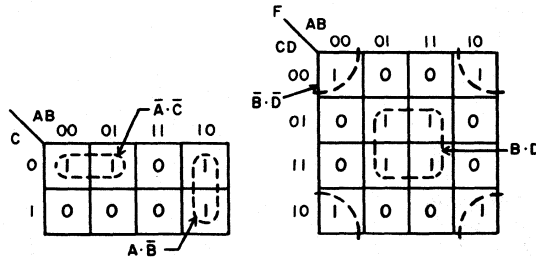 F
AB
CD
00 01 11 10
00 1 0 0 1
B̄·D̄
01 0 1 1 0
B·D
11 0 1 1 0
10 1 0 0 1
Ā·C̄
AB
C
00 01 11 10
0 1 1 0 1
1 0 0 0 1
A·B̄